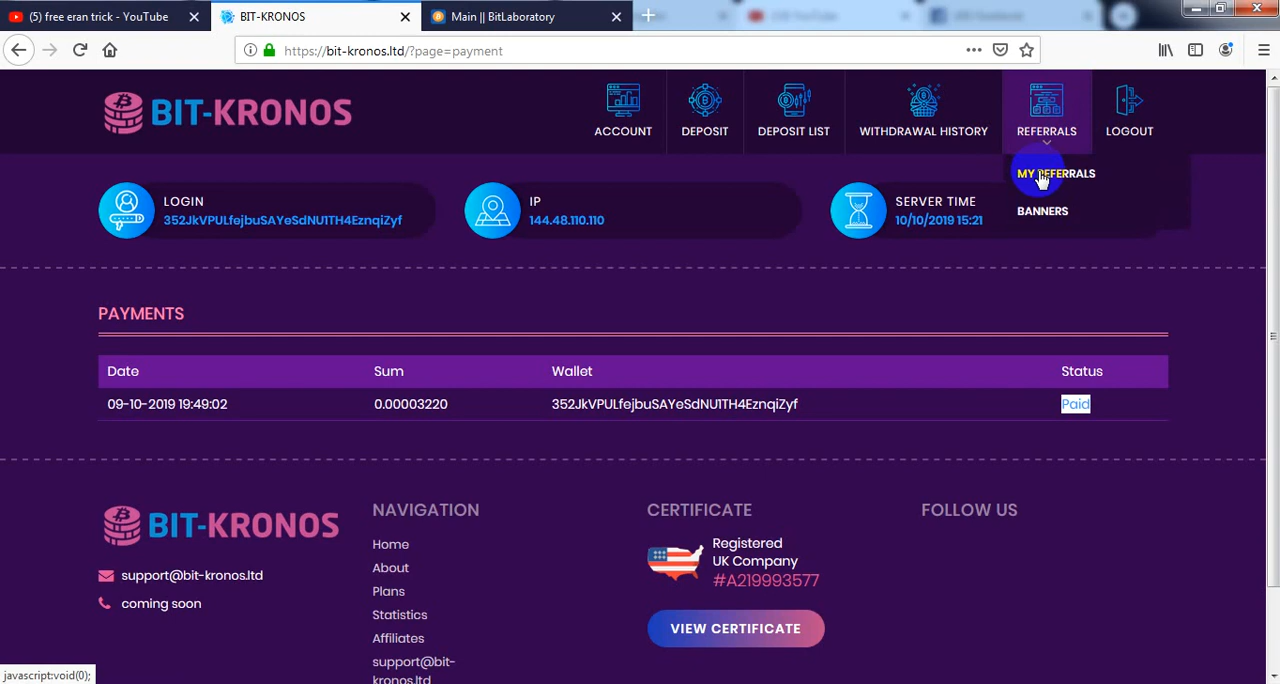 (5) free eran trick - YouTube
BIT-KRONOS
Main || BitLaboratory
https://bit-kronos.ltd/?page=payment
BIT-KRONOS
ACCOUNT
DEPOSIT
DEPOSIT LIST
WITHDRAWAL HISTORY
REFERRALS
LOGOUT
MY REFERRALS
BANNERS
LOGIN
352JkVPULfejbuSAYeSdNU1TH4EznqiZyf
IP
144.48.110.110
SERVER TIME
10/10/2019 15:21
PAYMENTS
Date Sum Wallet Status
09-10-2019 19:49:02 0.00003220 352JkVPULfejbuSAYeSdNU1TH4EznqiZyf Paid
BIT-KRONOS
support@bit-kronos.ltd
coming soon
NAVIGATION
Home
About
Plans
Statistics
Affiliates
support@bit-
kronos.ltd
CERTIFICATE
Registered
UK Company
#A219993577
VIEW CERTIFICATE
FOLLOW US
javascript:void(0);